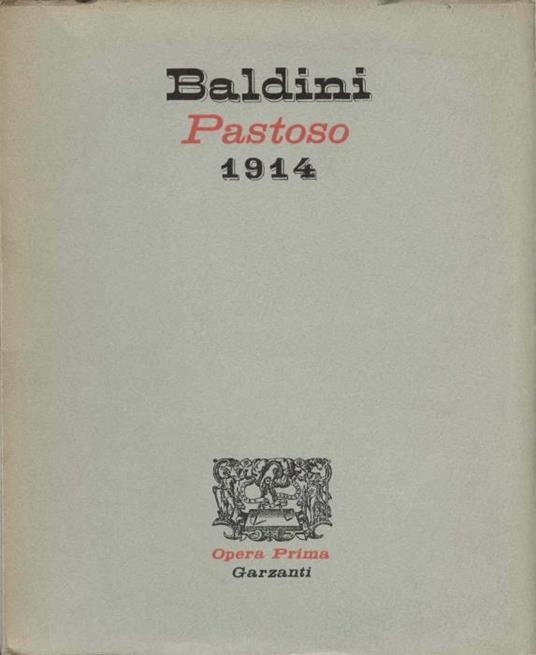 Baldini
Pastoso
1914
Opera Prima
Garzanti